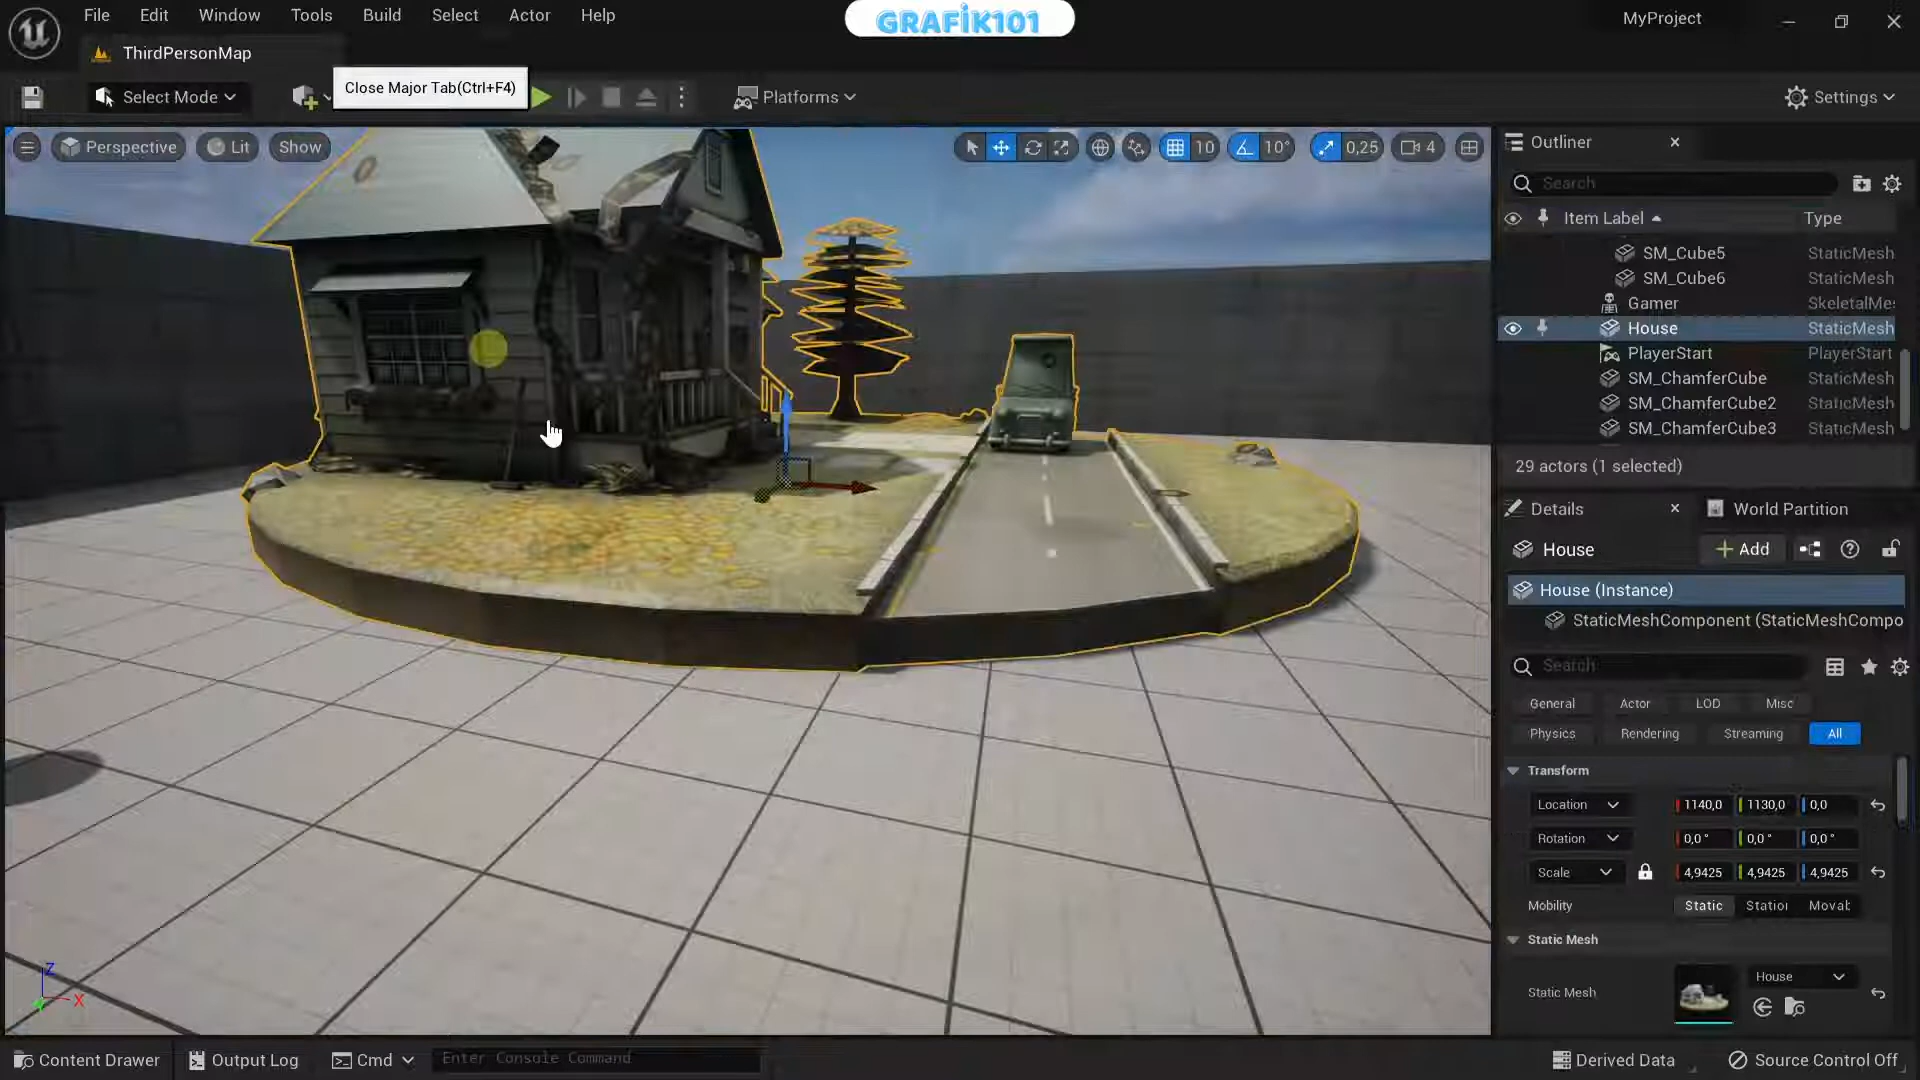 File Edit Window Tools Build Select Actor Help
GRAFİK101
MyProject
ThirdPersonMap
Select Mode
Close Major Tab(Ctrl+F4)
Platforms
Settings
Perspective
Lit
Show
10
10°
0,25
4
Outliner
Search
Item Label
Type
SM_Cube5 StaticMesh
SM_Cube6 StaticMesh
Gamer SkeletalMes
House StaticMesh
PlayerStart PlayerStart
SM_ChamferCube StaticMesh
SM_ChamferCube2 StaticMesh
SM_ChamferCube3 StaticMesh
29 actors (1 selected)
Details
World Partition
House
Add
House (Instance)
StaticMeshComponent (StaticMeshCompo
Search
General Actor LOD Misc
Physics Rendering Streaming All
Transform
Location 1140,0 1130,0 0,0
Rotation 0,0° 0,0° 0,0°
Scale 4,9425 4,9425 4,9425
Mobility Static Station Movab
Static Mesh
House
Static Mesh
Z
X
Content Drawer
Output Log
Cmd
Enter Console Command
Derived Data
Source Control Off